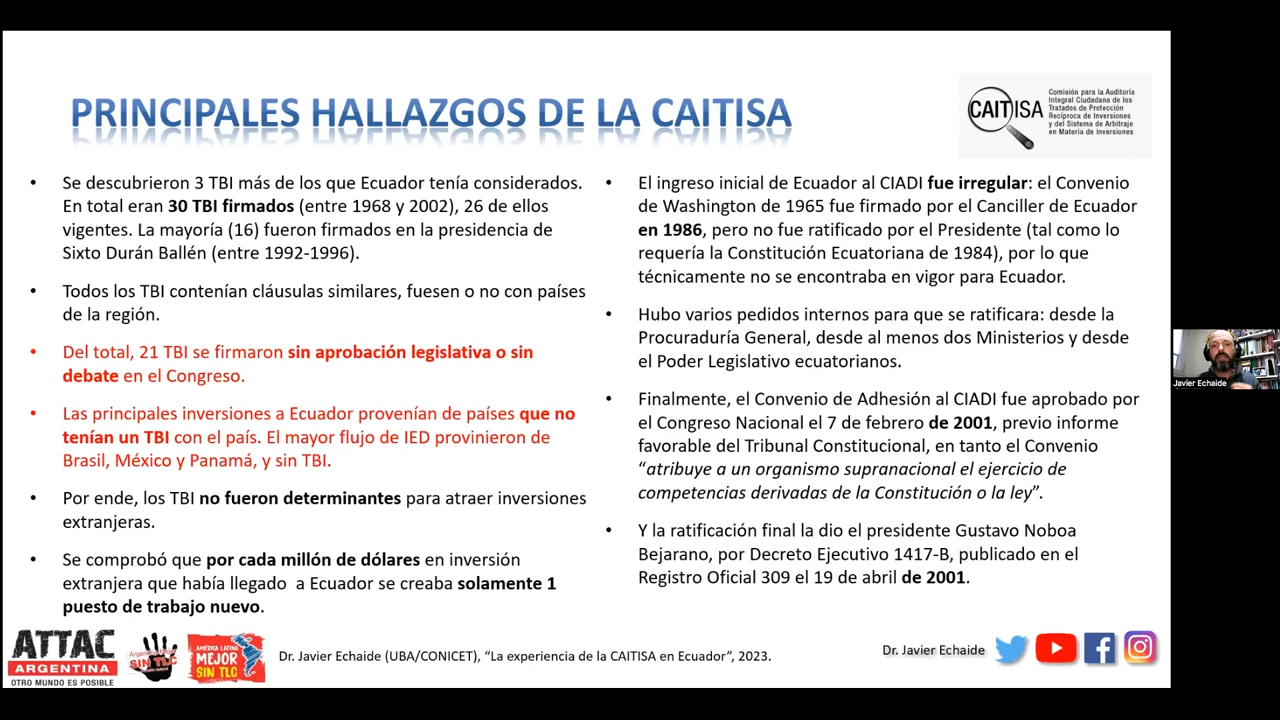 PRINCIPALES HALLAZGOS DE LA CAITISA
CAITISA
Comisión para la Auditoría
Integral Ciudadana de los
Tratados de Protección
Recíproca de Inversiones
y del Sistema de Arbitraje
en Materia de Inversiones
• Se descubrieron 3 TBI más de los que Ecuador tenía considerados.
En total eran 30 TBI firmados (entre 1968 y 2002), 26 de ellos
vigentes. La mayoría (16) fueron firmados en la presidencia de
Sixto Durán Ballén (entre 1992-1996).
• Todos los TBI contenían cláusulas similares, fuesen o no con países
de la región.
• Del total, 21 TBI se firmaron sin aprobación legislativa o sin
debate en el Congreso.
• Las principales inversiones a Ecuador provenían de países que no
tenían un TBI con el país. El mayor flujo de IED provinieron de
Brasil, México y Panamá, y sin TBI.
• Por ende, los TBI no fueron determinantes para atraer inversiones
extranjeras.
• Se comprobó que por cada millón de dólares en inversión
extranjera que había llegado a Ecuador se creaba solamente 1
puesto de trabajo nuevo.
• El ingreso inicial de Ecuador al CIADI fue irregular: el Convenio
de Washington de 1965 fue firmado por el Canciller de Ecuador
en 1986, pero no fue ratificado por el Presidente (tal como lo
requería la Constitución Ecuatoriana de 1984), por lo que
técnicamente no se encontraba en vigor para Ecuador.
• Hubo varios pedidos internos para que se ratificara: desde la
Procuraduría General, desde al menos dos Ministerios y desde
el Poder Legislativo ecuatorianos.
• Finalmente, el Convenio de Adhesión al CIADI fue aprobado por
el Congreso Nacional el 7 de febrero de 2001, previo informe
favorable del Tribunal Constitucional, en tanto el Convenio
“atribuye a un organismo supranacional el ejercicio de
competencias derivadas de la Constitución o la ley”.
• Y la ratificación final la dio el presidente Gustavo Noboa
Bejarano, por Decreto Ejecutivo 1417-B, publicado en el
Registro Oficial 309 el 19 de abril de 2001.
Javier Echaide
ATTAC
ARGENTINA
OTRO MUNDO ES POSIBLE
SIN TLC
AMÉRICA LATINA
MEJOR
SIN TLC
Dr. Javier Echaide (UBA/CONICET), “La experiencia de la CAITISA en Ecuador”, 2023.
Dr. Javier Echaide